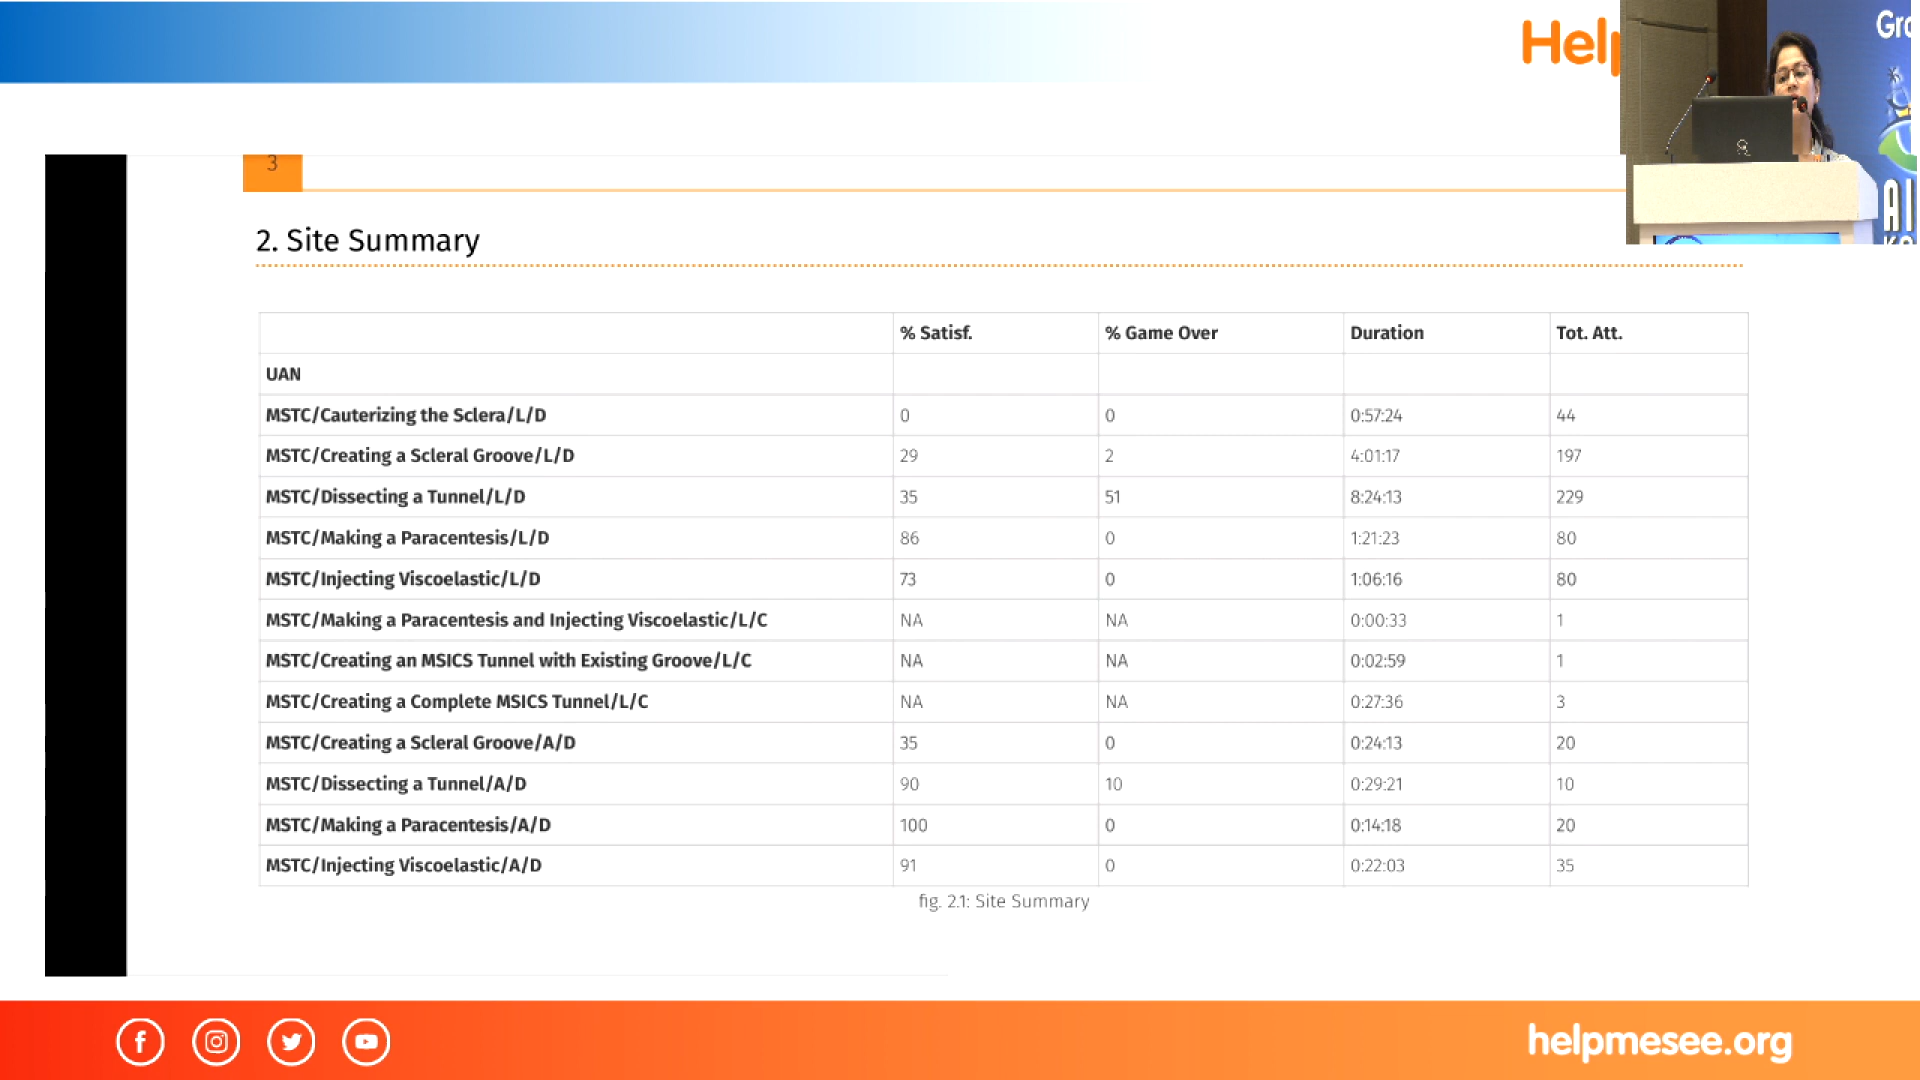 Hel
Gro
3
2. Site Summary
% Satisf. % Game Over Duration Tot. Att.
UAN
MSTC/Cauterizing the Sclera/L/D 0 0 0:57:24 44
MSTC/Creating a Scleral Groove/L/D 29 2 4:01:17 197
MSTC/Dissecting a Tunnel/L/D 35 51 8:24:13 229
MSTC/Making a Paracentesis/L/D 86 0 1:21:23 80
MSTC/Injecting Viscoelastic/L/D 73 0 1:06:16 80
MSTC/Making a Paracentesis and Injecting Viscoelastic/L/C NA NA 0:00:33 1
MSTC/Creating an MSICS Tunnel with Existing Groove/L/C NA NA 0:02:59 1
MSTC/Creating a Complete MSICS Tunnel/L/C NA NA 0:27:36 3
MSTC/Creating a Scleral Groove/A/D 35 0 0:24:13 20
MSTC/Dissecting a Tunnel/A/D 90 10 0:29:21 10
MSTC/Making a Paracentesis/A/D 100 0 0:14:18 20
MSTC/Injecting Viscoelastic/A/D 91 0 0:22:03 35
fig. 2.1: Site Summary
helpmesee.org